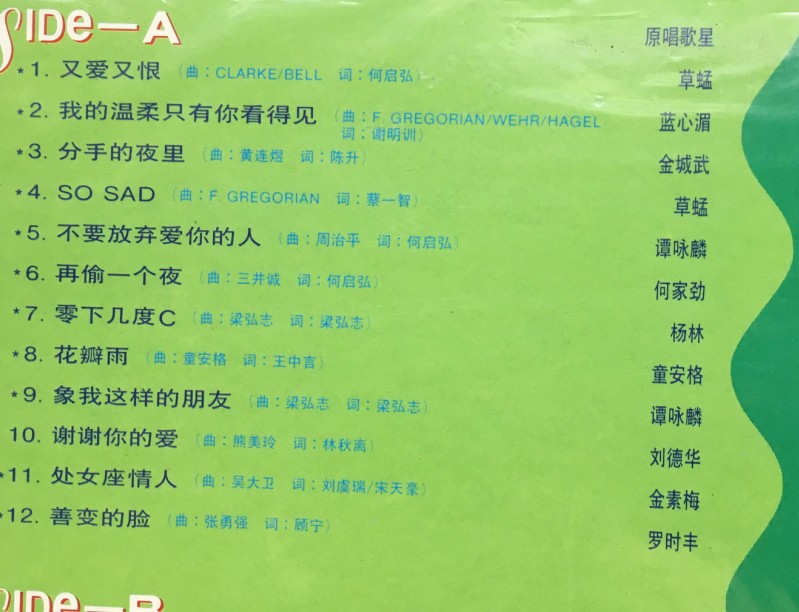 SIDe—A
原唱歌星
*1. 又爱又恨 (曲：CLARKE/BELL 词：何启弘) 草蜢
*2. 我的温柔只有你看得见 (曲：F. GREGORIAN/WEHR/HAGEL 蓝心湄
词：谢明训)
*3. 分手的夜里 (曲：黄连煜 词：陈升) 金城武
*4. SO SAD (曲：F. GREGORIAN 词：蔡一智) 草蜢
*5. 不要放弃爱你的人 (曲：周治平 词：何启弘) 谭咏麟
*6. 再偷一个夜 (曲：三井诚 词：何启弘) 何家劲
*7. 零下几度C (曲：梁弘志 词：梁弘志) 杨林
*8. 花瓣雨 (曲：童安格 词：王中言) 童安格
*9. 象我这样的朋友 (曲：梁弘志 词：梁弘志) 谭咏麟
10. 谢谢你的爱 (曲：熊美玲 词：林秋离) 刘德华
*11. 处女座情人 (曲：吴大卫 词：刘虞瑞/宋天豪) 金素梅
*12. 善变的脸 (曲：张勇强 词：顾宁) 罗时丰
SIDe—B